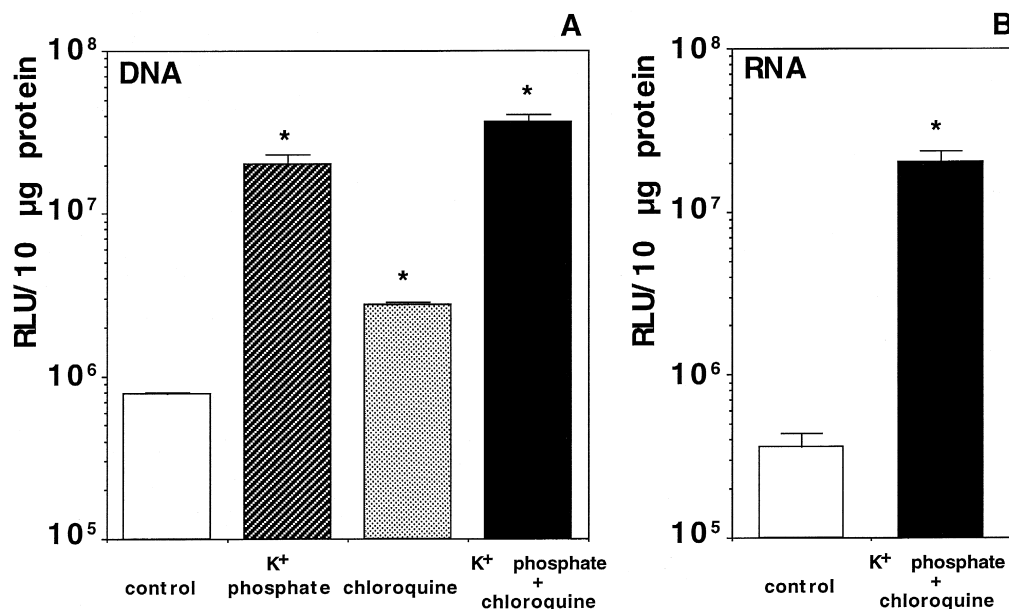 A
DNA
RLU/10 µg protein
10⁸
10⁷
10⁶
10⁵
*
*
*
control
K⁺
phosphate
chloroquine
K⁺ phosphate
+
chloroquine
B
RNA
RLU/10 µg protein
10⁸
10⁷
10⁶
10⁵
*
control
K⁺ phosphate
+
chloroquine